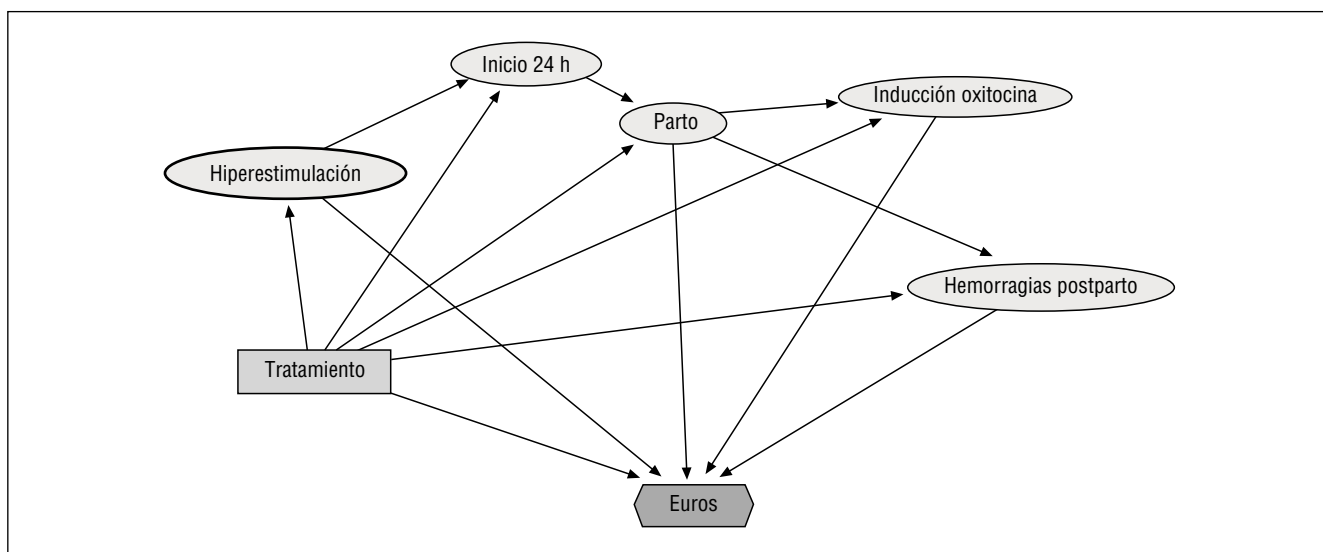 Inicio 24 h
Inducción oxitocina
Parto
Hiperestimulación
Hemorragias postparto
Tratamiento
Euros